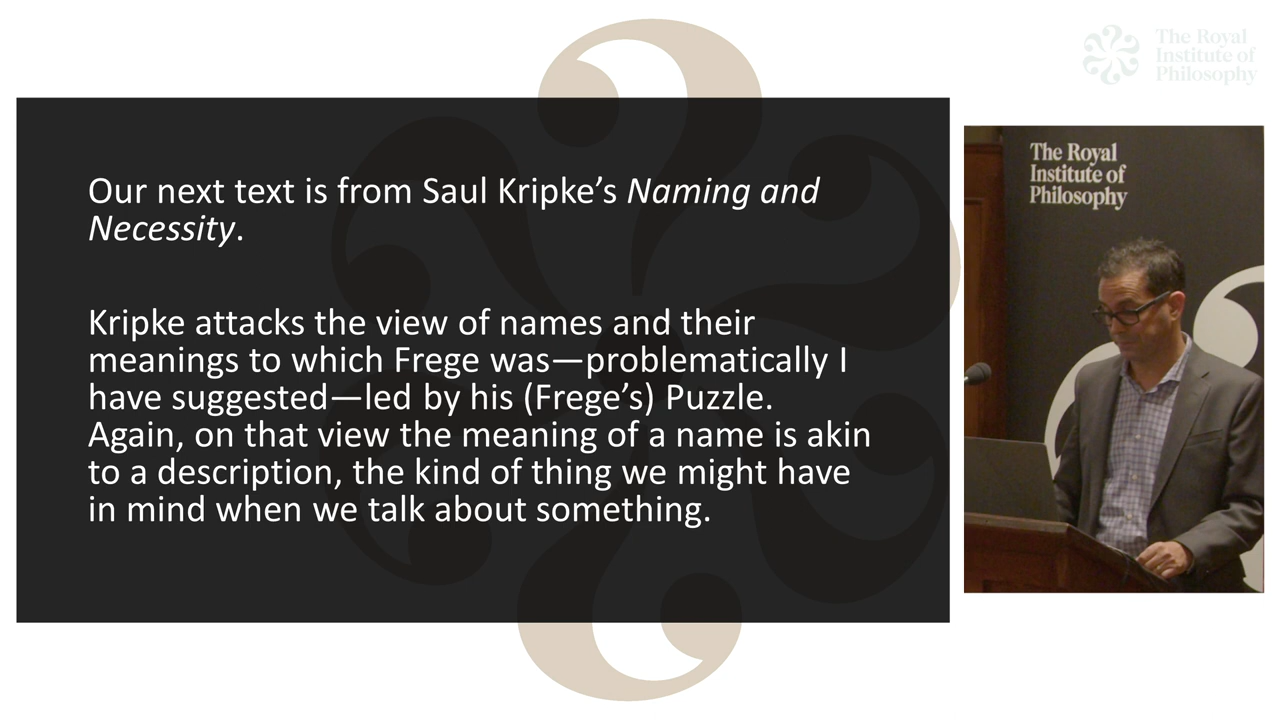 The Royal
Institute of
Philosophy
Our next text is from Saul Kripke’s Naming and
Necessity.
Kripke attacks the view of names and their
meanings to which Frege was—problematically I
have suggested—led by his (Frege’s) Puzzle.
Again, on that view the meaning of a name is akin
to a description, the kind of thing we might have
in mind when we talk about something.
The Royal
Institute of
Philosophy